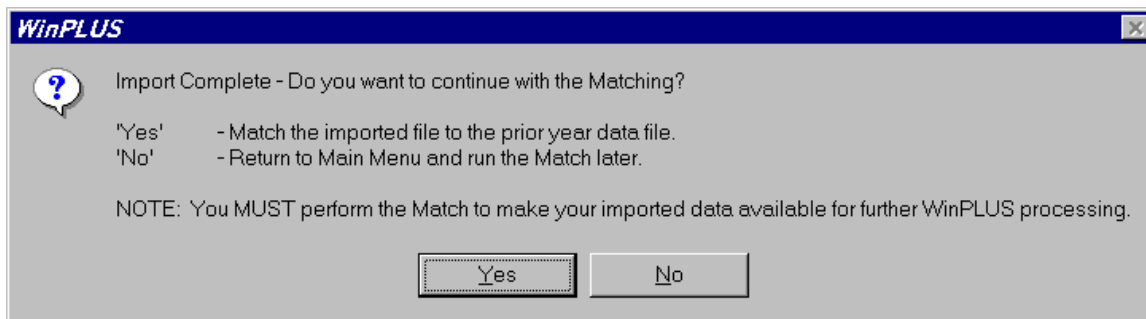 WinPLUS
Import Complete - Do you want to continue with the Matching?
'Yes' - Match the imported file to the prior year data file.
'No' - Return to Main Menu and run the Match later.
NOTE: You MUST perform the Match to make your imported data available for further WinPLUS processing.
Yes No